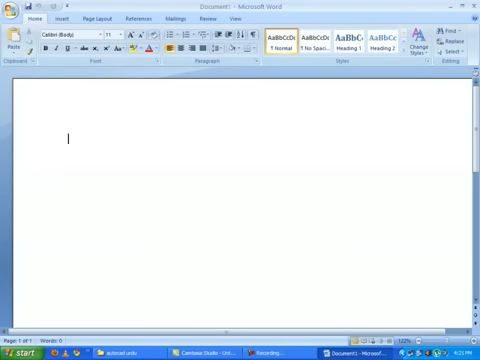 Document1 - Microsoft Word
Home Insert Page Layout References Mailings Review View
Calibri (Body) 11
AaBbCcDc AaBbCcDc AaBbC AaBbCc
Paste
¶ Normal ¶ No Spaci... Heading 1 Heading 2
Change Styles
Find
Replace
Select
Clipboard Font Paragraph Styles Editing
Page: 1 of 1 Words: 0
122%
start autocad urdu Camtasia Studio - Unt... Recording... Document1 - Microsof... 4:21 PM